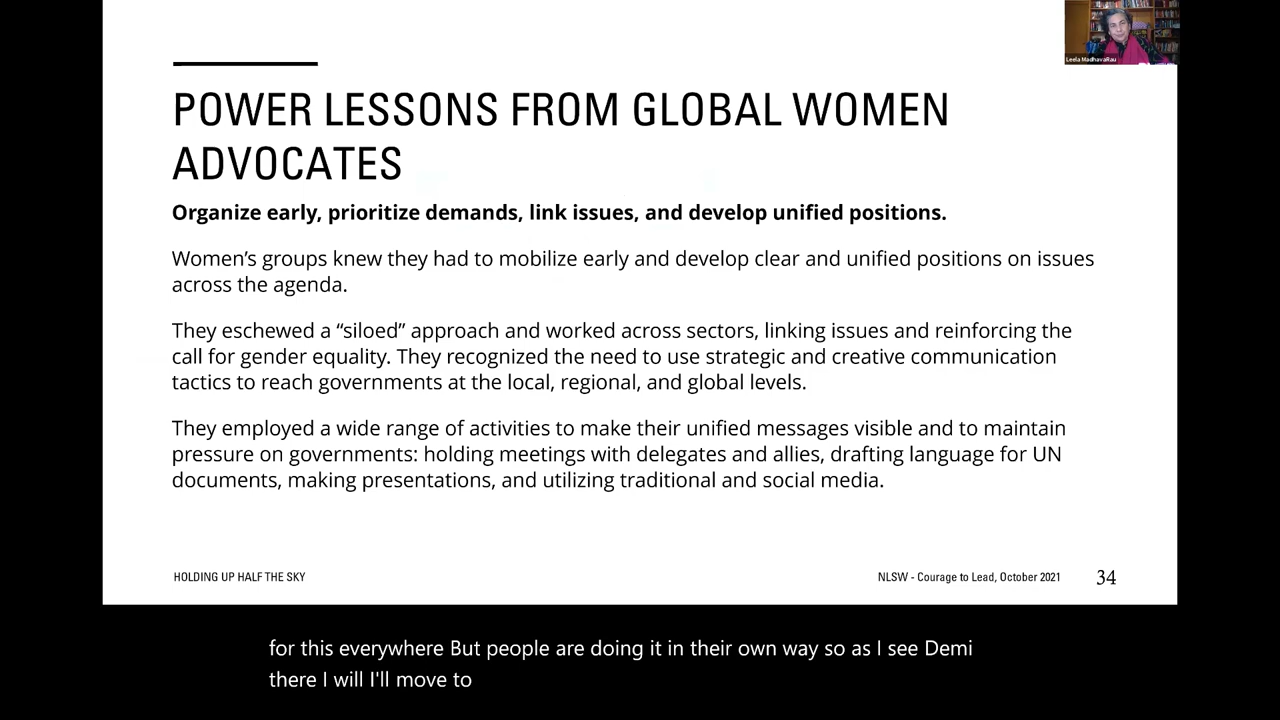 Leela MadhavaRau
POWER LESSONS FROM GLOBAL WOMEN
ADVOCATES
Organize early, prioritize demands, link issues, and develop unified positions.
Women’s groups knew they had to mobilize early and develop clear and unified positions on issues
across the agenda.
They eschewed a “siloed” approach and worked across sectors, linking issues and reinforcing the
call for gender equality. They recognized the need to use strategic and creative communication
tactics to reach governments at the local, regional, and global levels.
They employed a wide range of activities to make their unified messages visible and to maintain
pressure on governments: holding meetings with delegates and allies, drafting language for UN
documents, making presentations, and utilizing traditional and social media.
HOLDING UP HALF THE SKY
NLSW - Courage to Lead, October 2021
34
for this everywhere But people are doing it in their own way so as I see Demi
there I will I'll move to